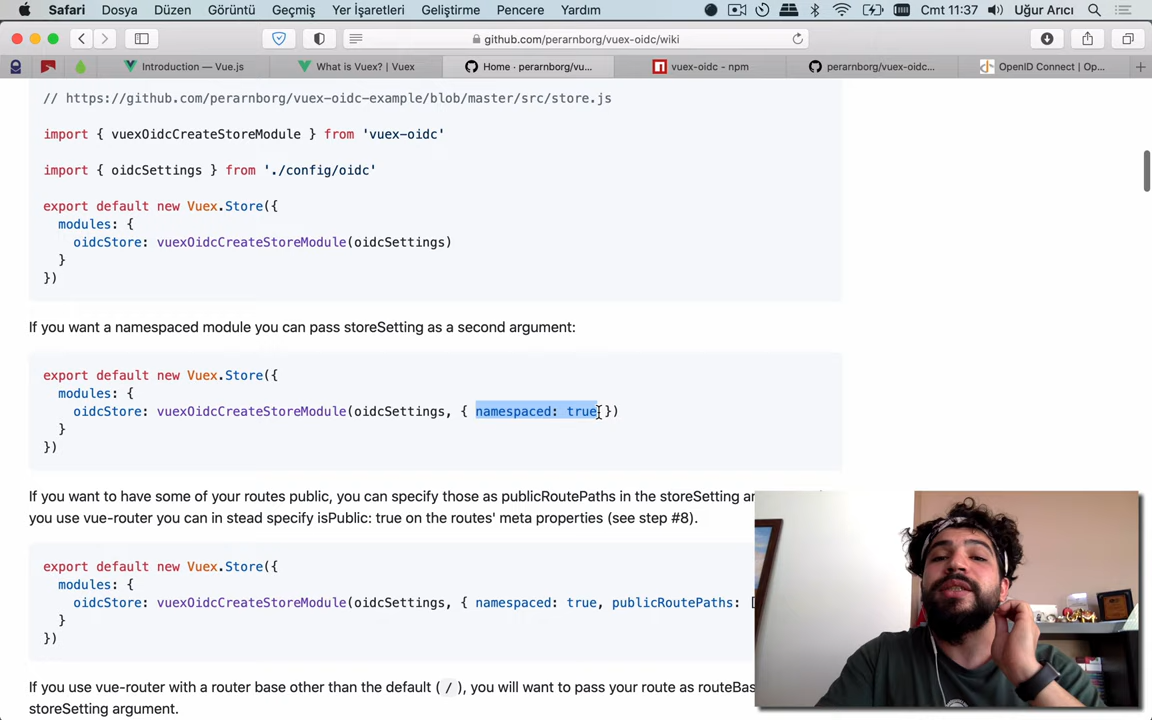 Safari Dosya Düzen Görüntü Geçmiş Yer İşaretleri Geliştirme Pencere Yardım Cmt 11:37 Uğur Arıcı
github.com/perarnborg/vuex-oidc/wiki
Introduction — Vue.js What is Vuex? | Vuex Home · perarnborg/vu... vuex-oidc - npm perarnborg/vuex-oidc... OpenID Connect | Op...
// https://github.com/perarnborg/vuex-oidc-example/blob/master/src/store.js
import { vuexOidcCreateStoreModule } from 'vuex-oidc'
import { oidcSettings } from './config/oidc'
export default new Vuex.Store({
modules: {
oidcStore: vuexOidcCreateStoreModule(oidcSettings)
}
})
If you want a namespaced module you can pass storeSetting as a second argument:
export default new Vuex.Store({
modules: {
oidcStore: vuexOidcCreateStoreModule(oidcSettings, { namespaced: true })
}
})
If you want to have some of your routes public, you can specify those as publicRoutePaths in the storeSetting
you use vue-router you can in stead specify isPublic: true on the routes' meta properties (see step #8).
export default new Vuex.Store({
modules: {
oidcStore: vuexOidcCreateStoreModule(oidcSettings, { namespaced: true, publicRoutePaths: [
}
})
If you use vue-router with a router base other than the default ( / ), you will want to pass your route as routeBas
storeSetting argument.